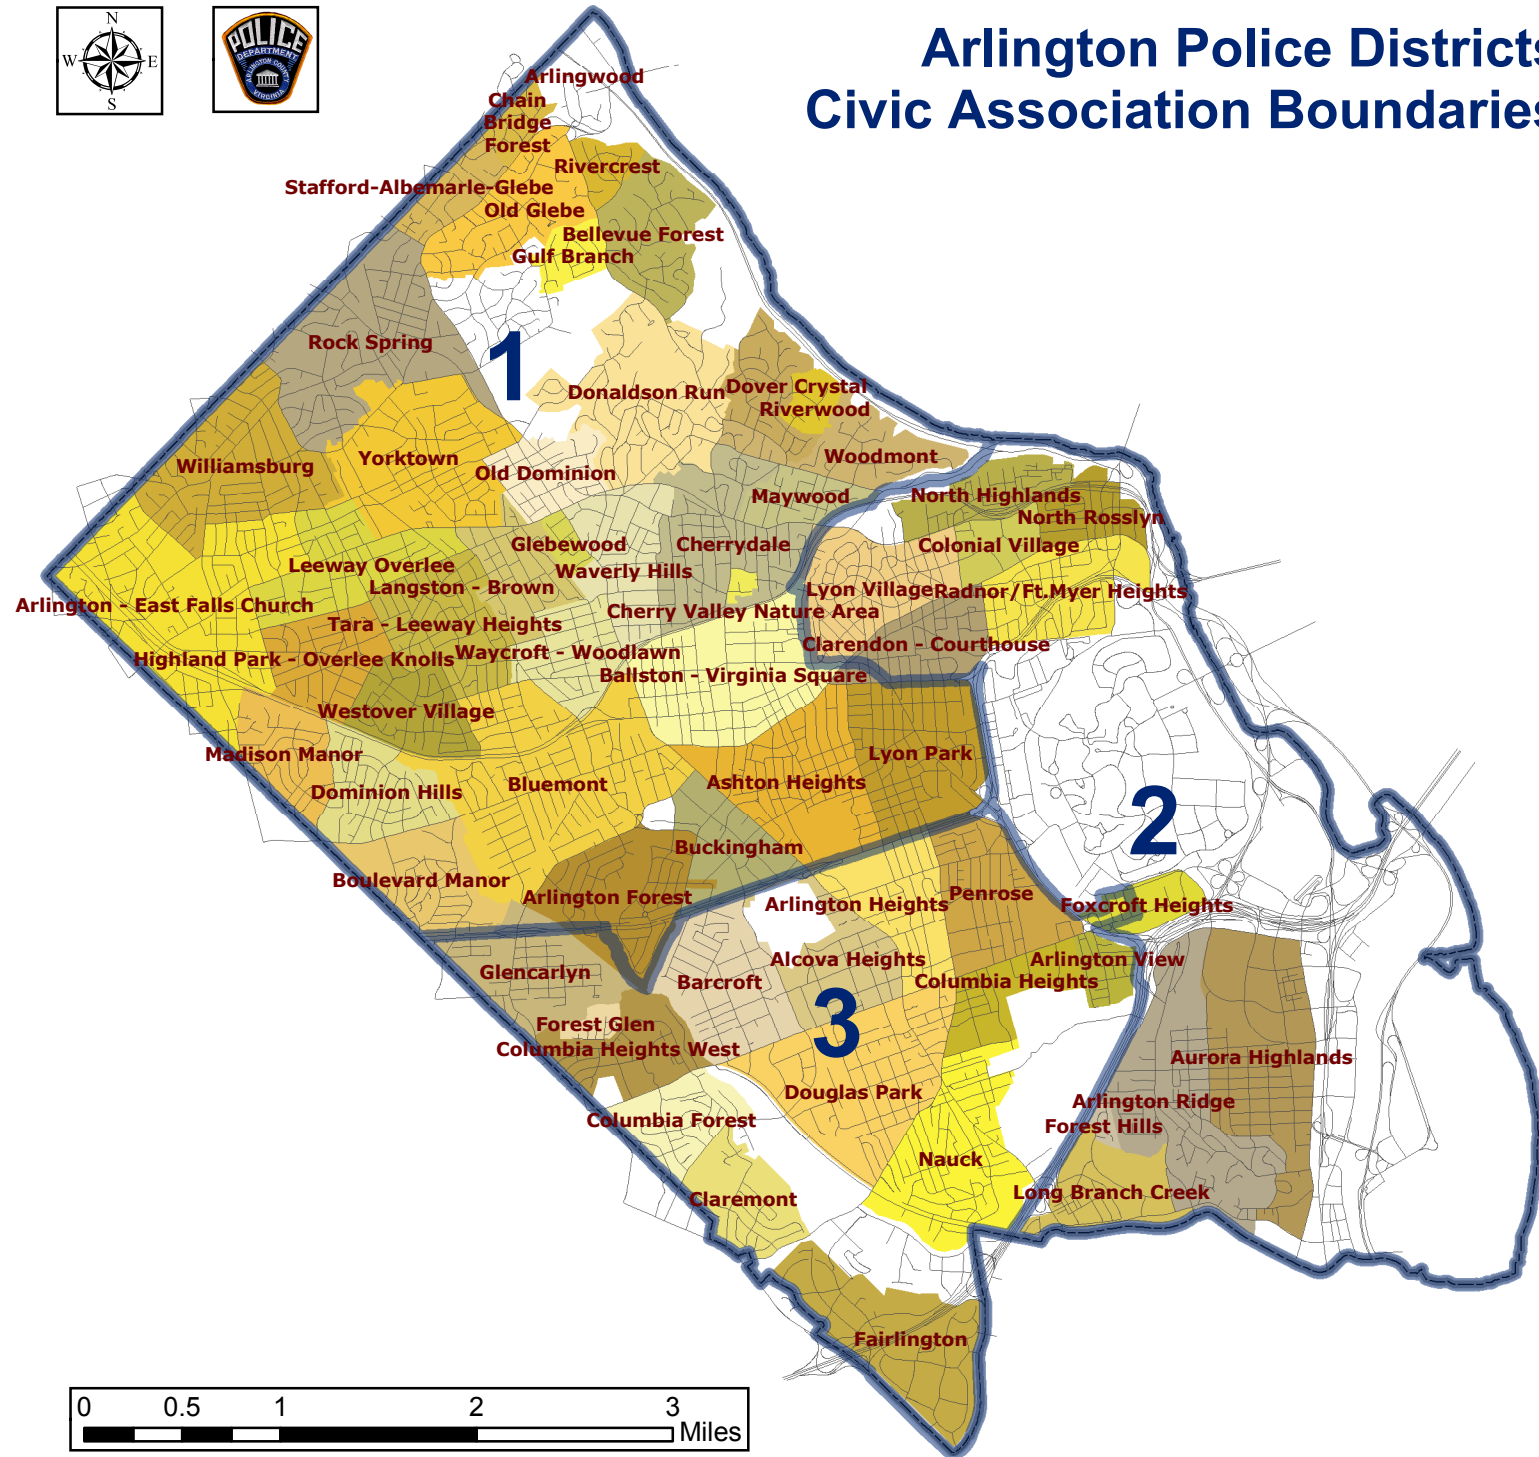 N
W E
S
POLICE
DEPARTMENT
ARLINGTON COUNTY
VIRGINIA
Arlington Police Districts
Civic Association Boundaries
Arlingwood
Chain
Bridge
Forest
Rivercrest
Stafford-Albemarle-Glebe
Old Glebe
Bellevue Forest
Gulf Branch
Rock Spring
1
Donaldson Run
Dover Crystal
Riverwood
Woodmont
Williamsburg
Yorktown
Old Dominion
Maywood
North Highlands
North Rosslyn
Glebewood
Cherrydale
Colonial Village
Leeway Overlee
Langston - Brown
Waverly Hills
Lyon Village
Radnor/Ft.Myer Heights
Arlington - East Falls Church
Cherry Valley Nature Area
Tara - Leeway Heights
Clarendon - Courthouse
Highland Park - Overlee Knolls
Waycroft - Woodlawn
Ballston - Virginia Square
Westover Village
Madison Manor
Lyon Park
Dominion Hills
Bluemont
Ashton Heights
2
Buckingham
Boulevard Manor
Arlington Forest
Arlington Heights
Penrose
Foxcroft Heights
Glencarlyn
Barcroft
Alcova Heights
Arlington View
Columbia Heights
3
Forest Glen
Columbia Heights West
Aurora Highlands
Douglas Park
Arlington Ridge
Columbia Forest
Forest Hills
Nauck
Claremont
Long Branch Creek
Fairlington
0 0.5 1 2 3
Miles